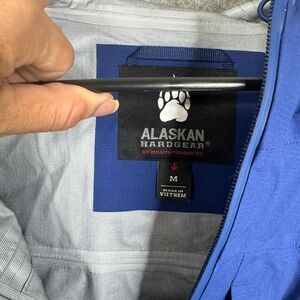 ALASKAN
HARDGEAR®
BY DULUTH TRADING CO
M
MADE IN
VIETNAM